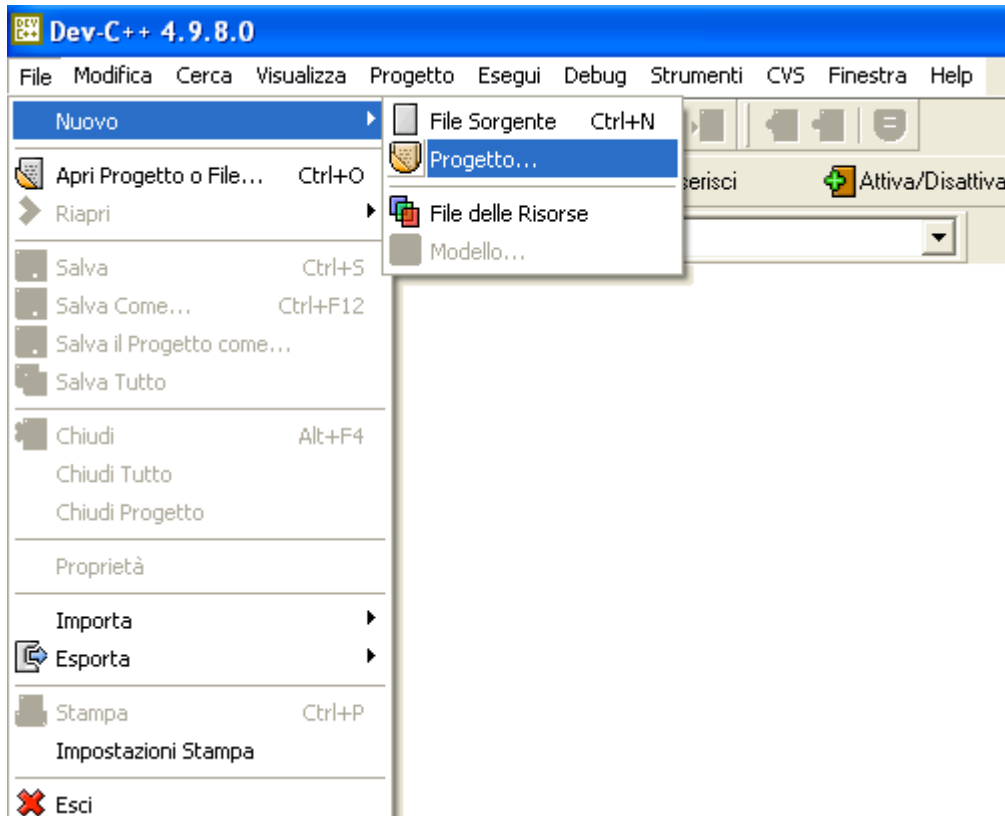 Dev-C++ 4.9.8.0
File Modifica Cerca Visualizza Progetto Esegui Debug Strumenti CVS Finestra Help
Nuovo
File Sorgente Ctrl+N
Progetto...
File delle Risorse
Modello...
serisci
Attiva/Disattiva
Apri Progetto o File... Ctrl+O
Riapri
Salva Ctrl+S
Salva Come... Ctrl+F12
Salva il Progetto come...
Salva Tutto
Chiudi Alt+F4
Chiudi Tutto
Chiudi Progetto
Proprietà
Importa
Esporta
Stampa Ctrl+P
Impostazioni Stampa
Esci